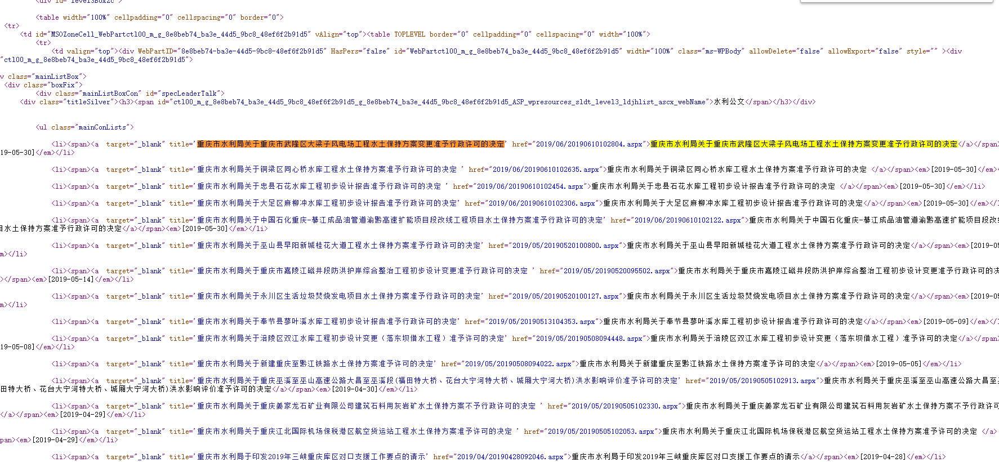 <div id="level3Box2c">
<table width="100%" cellpadding="0" cellspacing="0" border="0">
<tr>
<td id="MSOZoneCell_WebPartctl00_m_g_8e8beb74_ba3e_44d5_9bc8_48ef6f2b91d5" vAlign="top"><table TOPLEVEL border="0" cellpadding="0" cellspacing="0" width="100%">
<tr>
<td valign="top"><div WebPartID="8e8beb74-ba3e-44d5-9bc8-48ef6f2b91d5" HasPers="false" id="WebPartctl00_m_g_8e8beb74_ba3e_44d5_9bc8_48ef6f2b91d5" width="100%" class="ms-WPBody" allowDelete="false" allowExport="false" style="" ><div
"ctl00_m_g_8e8beb74_ba3e_44d5_9bc8_48ef6f2b91d5">
v class="mainListBox">
<div class="boxFix">
<div class="mainListBoxCon" id="specLeaderTalk">
<div class="titleSilver"><h3><span id="ctl00_m_g_8e8beb74_ba3e_44d5_9bc8_48ef6f2b91d5_g_8e8beb74_ba3e_44d5_9bc8_48ef6f2b91d5_ASP_wpresources_sldt_level3_ldjhlist_ascx_webName">水利公文</span></h3></div>
<ul class="mainConLists">
<li><span><a  target="_blank" title='重庆市水利局关于重庆市武隆区大梁子风电场工程水土保持方案变更准予行政许可的决定' href="2019/06/20190610102804.aspx">重庆市水利局关于重庆市武隆区大梁子风电场工程水土保持方案变更准予行政许可的决定</a></span>
19-05-30]</em></li>
<li><span><a  target="_blank" title='重庆市水利局关于铜梁区同心桥水库工程水土保持方案准予行政许可的决定 ' href="2019/06/20190610102635.aspx">重庆市水利局关于铜梁区同心桥水库工程水土保持方案准予行政许可的决定 </a></span><em>[2019-05-30]</em>
<li><span><a  target="_blank" title='重庆市水利局关于忠县石花水库工程初步设计报告准予行政许可的决定 ' href="2019/06/20190610102454.aspx">重庆市水利局关于忠县石花水库工程初步设计报告准予行政许可的决定 </a></span><em>[2019-05-30]</em></li>
<li><span><a  target="_blank" title='重庆市水利局关于大足区麻柳冲水库工程初步设计报告准予行政许可的决定' href="2019/06/20190610102306.aspx">重庆市水利局关于大足区麻柳冲水库工程初步设计报告准予行政许可的决定</a></span><em>[2019-05-30]</em></l
<li><span><a  target="_blank" title='重庆市水利局关于中国石化重庆-綦江成品油管道渝黔高速扩能项目段改线工程项目水土保持方案准予行政许可的决定' href="2019/06/20190610102122.aspx">重庆市水利局关于中国石化重庆-綦江成品油管道渝黔高速扩能项目段改线
目水土保持方案准予行政许可的决定</a></span><em>[2019-05-30]</em></li>
<li><span><a  target="_blank" title='重庆市水利局关于巫山县早阳新城桂花大道工程水土保持方案准予行政许可的决定' href="2019/05/20190520100800.aspx">重庆市水利局关于巫山县早阳新城桂花大道工程水土保持方案准予行政许可的决定</a></span><em>[2019-05
m></li>
<li><span><a  target="_blank" title='重庆市水利局关于重庆市嘉陵江磁井段防洪护岸综合整治工程初步设计变更准予行政许可的决定 ' href="2019/05/20190520095502.aspx">重庆市水利局关于重庆市嘉陵江磁井段防洪护岸综合整治工程初步设计变更准予行政许可的决
></span><em>[2019-05-14]</em></li>
<li><span><a  target="_blank" title='重庆市水利局关于永川区生活垃圾焚烧发电项目水土保持方案准予行政许可的决定' href="2019/05/20190520100127.aspx">重庆市水利局关于永川区生活垃圾焚烧发电项目水土保持方案准予行政许可的决定</a></span><em>[2019-05
m></li>
<li><span><a  target="_blank" title='重庆市水利局关于奉节县蓼叶溪水库工程初步设计报告准予行政许可的决定' href="2019/05/20190513104353.aspx">重庆市水利局关于奉节县蓼叶溪水库工程初步设计报告准予行政许可的决定</a></span><em>[2019-05-09]</em></l
<li><span><a  target="_blank" title='重庆市水利局关于涪陵区双江水库工程初步设计变更（落东坝借水工程）准予许可的决定' href="2019/05/20190508094448.aspx">重庆市水利局关于涪陵区双江水库工程初步设计变更（落东坝借水工程）准予许可的决定</a></span>
19-05-08]</em></li>
<li><span><a  target="_blank" title='重庆市水利局关于新建重庆至黔江铁路水土保持方案准予许可的决定' href="2019/05/20190508094022.aspx">重庆市水利局关于新建重庆至黔江铁路水土保持方案准予许可的决定</a></span><em>[2019-05-05]</em></li>
<li><span><a  target="_blank" title='重庆市水利局关于重庆巫溪至巫山高速公路大昌至巫溪段(福田特大桥、花台大宁河特大桥、城厢大宁河大桥)洪水影响评价准予许可的决定' href="2019/05/20190505102913.aspx">重庆市水利局关于重庆巫溪至巫山高速公路大昌至巫
田特大桥、花台大宁河特大桥、城厢大宁河大桥)洪水影响评价准予许可的决定</a></span><em>[2019-04-30]</em></li>
<li><span><a  target="_blank" title='重庆市水利局关于重庆姜家龙石矿业有限公司建筑石料用灰岩矿水土保持方案不予行政许可的决定 ' href="2019/05/20190505102330.aspx">重庆市水利局关于重庆姜家龙石矿业有限公司建筑石料用灰岩矿水土保持方案不予行政许可
</a></span><em>[2019-04-29]</em></li>
<li><span><a  target="_blank" title='重庆市水利局关于重庆江北国际机场保税港区航空货运站工程水土保持方案准予许可的决定 ' href="2019/05/20190505102053.aspx">重庆市水利局关于重庆江北国际机场保税港区航空货运站工程水土保持方案准予许可的决定 </a>
pan><em>[2019-04-29]</em></li>
<li><span><a  target="_blank" title='重庆市水利局于印发2019年三峡重庆库区对口支援工作要点的请示' href="2019/04/20190428092046.aspx">重庆市水利局于印发2019年三峡重庆库区对口支援工作要点的请示</a></span><em>[2019-04-28]</em></li>